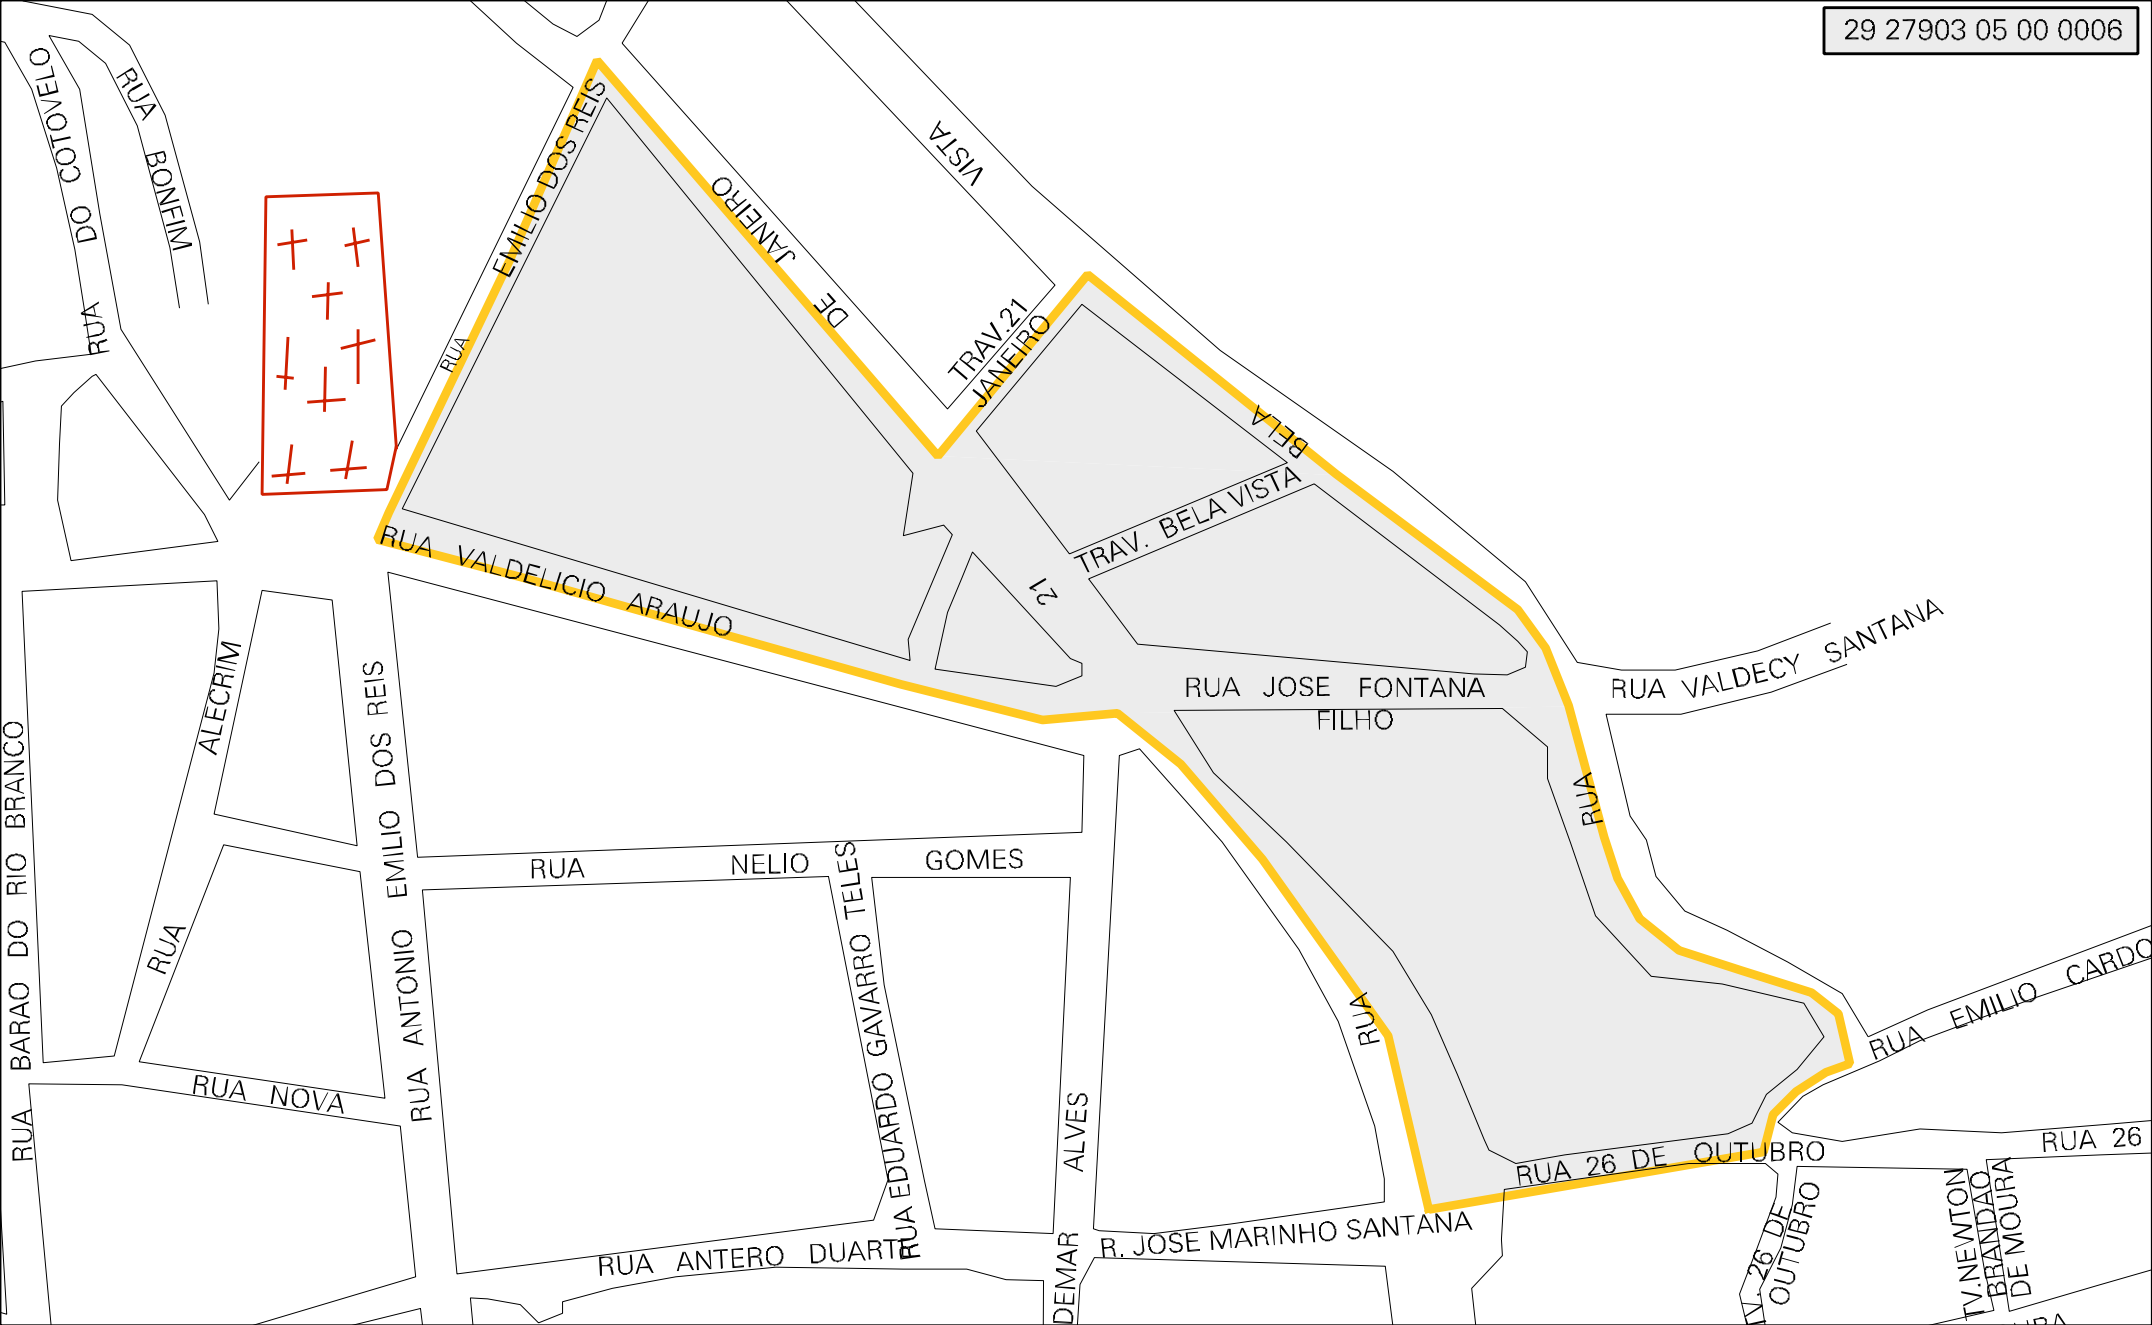 29 27903 05 00 0006
RUA DO COTOVELO
RUA BONFIM
RUA EMILIO DOS REIS
21 DE JANEIRO
RUA BELA VISTA
TRAV.21
JANEIRO
TRAV. BELA VISTA
RUA VALDELICIO ARAUJO
RUA JOSE FONTANA
FILHO
RUA VALDECY SANTANA
RUA ALECRIM
RUA BARAO DO RIO BRANCO
RUA
RUA ANTONIO EMILIO DOS REIS
RUA NELIO GOMES
RUA EDUARDO GAVARRO TELES
RUA NOVA
RUA
RUA EMILIO CARDO
RUA 26 DE OUTUBRO
RUA 26
DEMAR ALVES
RUA ANTERO DUARTE
R. JOSE MARINHO SANTANA
TV. 26 DE
OUTUBRO
TV.NEWTON
BRANDAO
DE MOURA